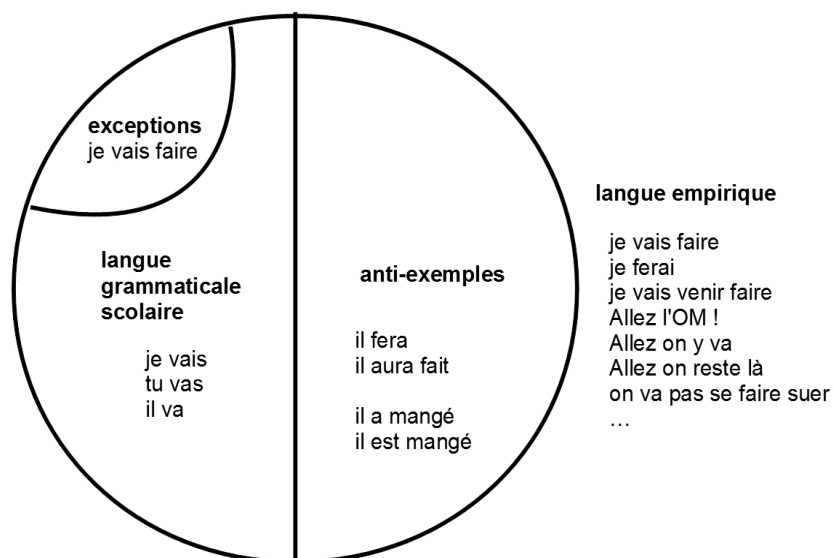 exceptions
je vais faire
langue
grammaticale
scolaire
je vais
tu vas
il va
anti-exemples
il fera
il aura fait
il a mangé
il est mangé
langue empirique
je vais faire
je ferai
je vais venir faire
Allez l'OM !
Allez on y va
Allez on reste là
on va pas se faire suer
…